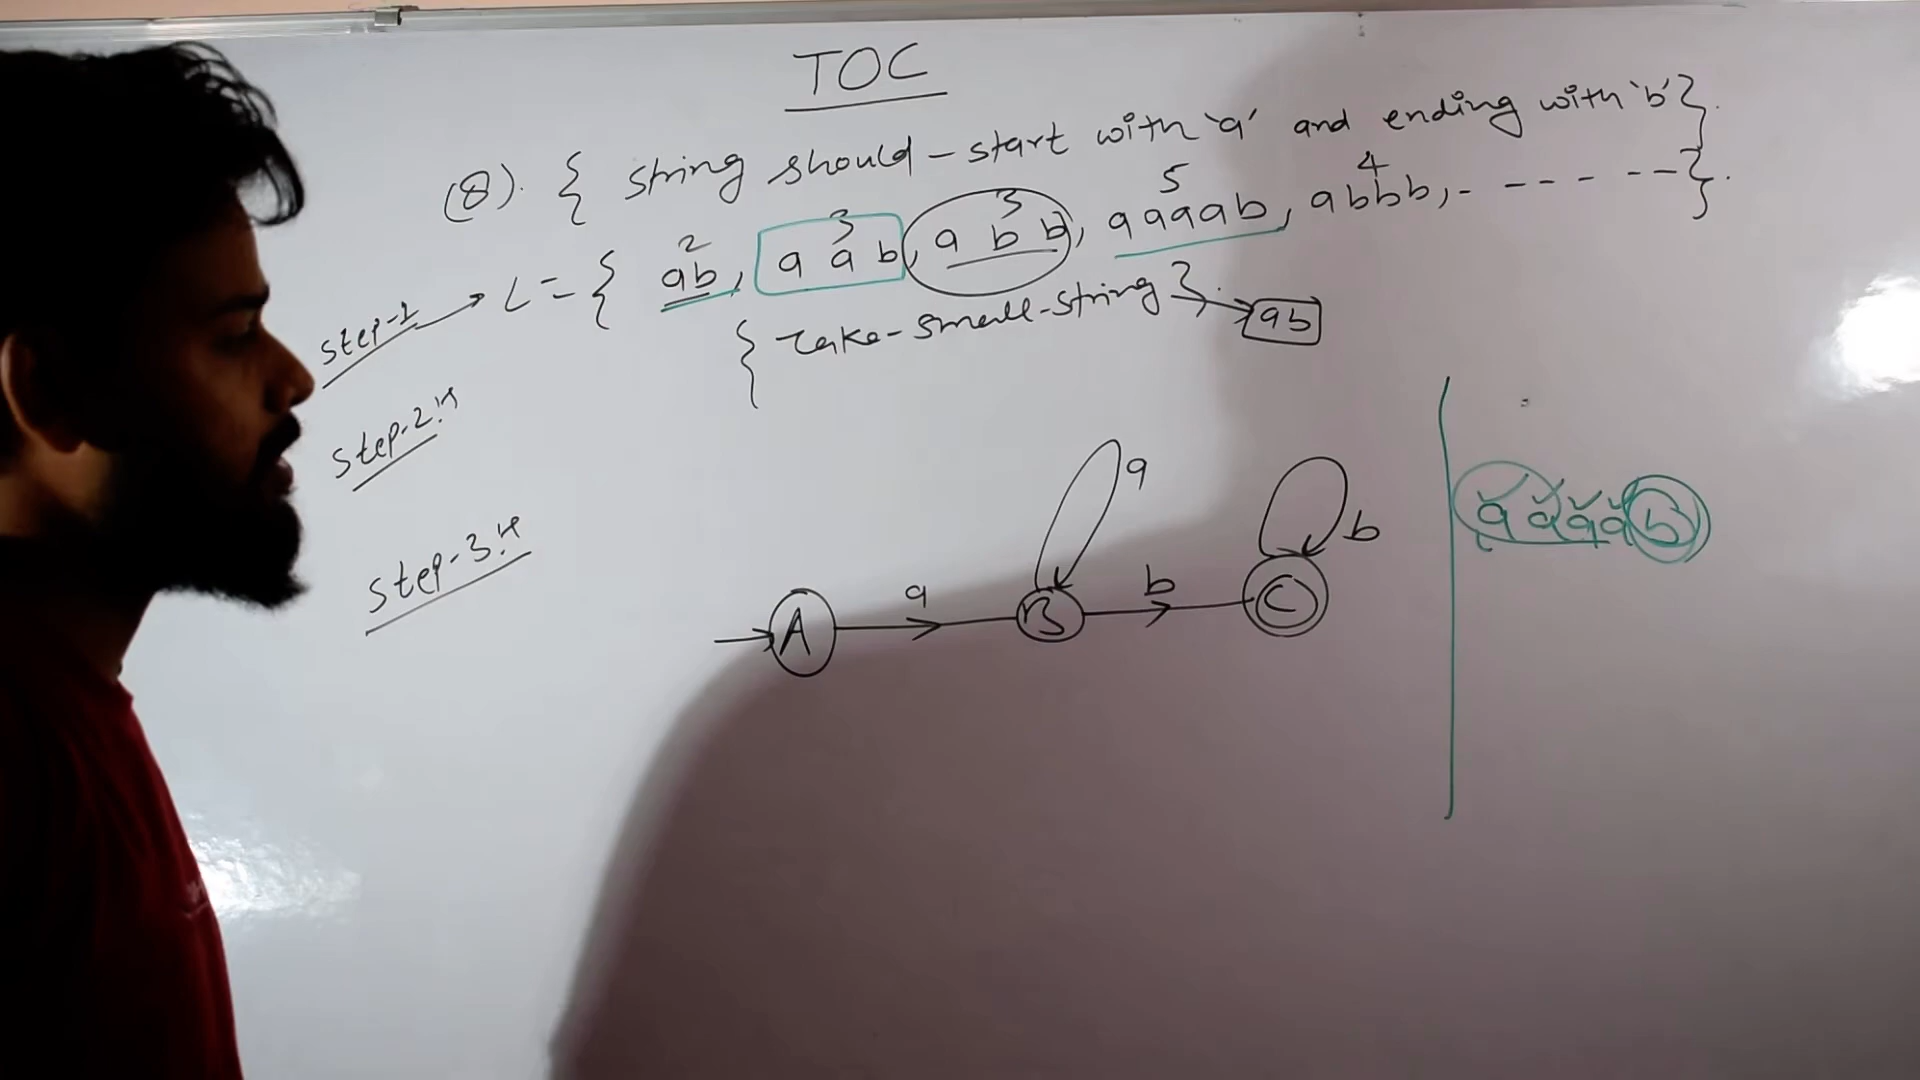 TOC
(8). { string should-start with 'a' and ending with 'b' }.
2 3 3 5 4
step-1 → L = { ab, aab, abb, aaaab, abbb, - - - - - - }.
{ Take-small-string }. → ab
step-2:
step-3:
a b
a b
A B C
aaaab